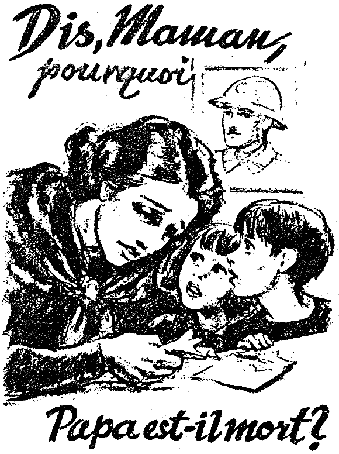 Dis, Maman,
pourquoi
Papa est-il mort?